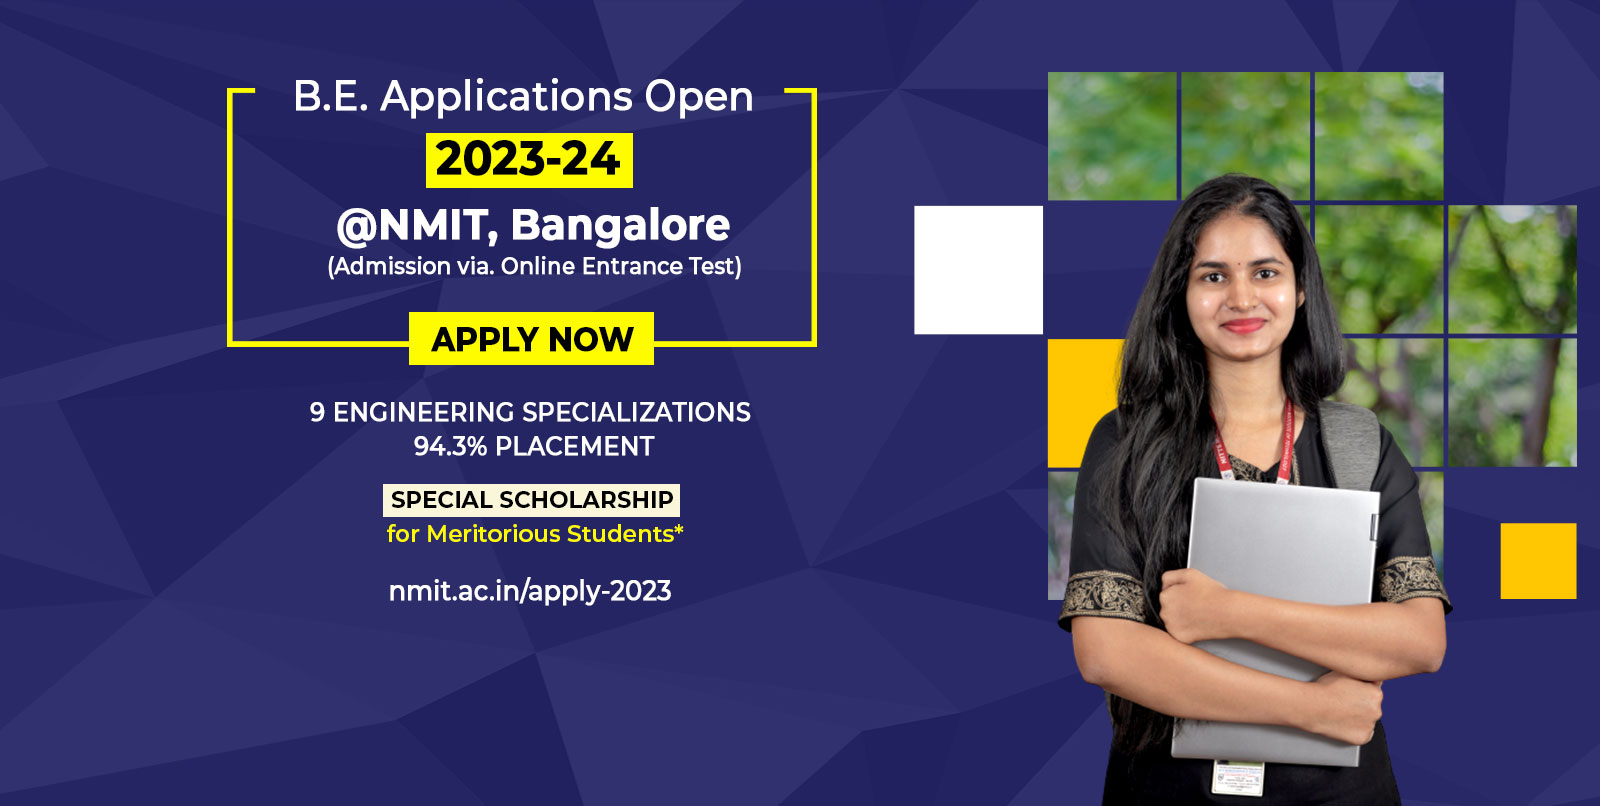 B.E. Applications Open
2023-24
@NMIT, Bangalore
(Admission via. Online Entrance Test)
APPLY NOW
9 ENGINEERING SPECIALIZATIONS
94.3% PLACEMENT
SPECIAL SCHOLARSHIP
for Meritorious Students*
nmit.ac.in/apply-2023